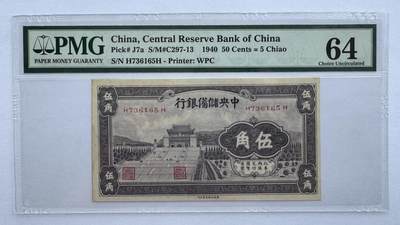 PMG
PAPER MONEY GUARANTY
China, Central Reserve Bank of China
Pick# J7a S/M#C297-13 1940 50 Cents = 5 Chiao
S/N H736165H - Printer: WPC
64
Choice Uncirculated
伍角
伍角
行銀備儲央中
H736165H
H736165H
角伍
伍角
伍角